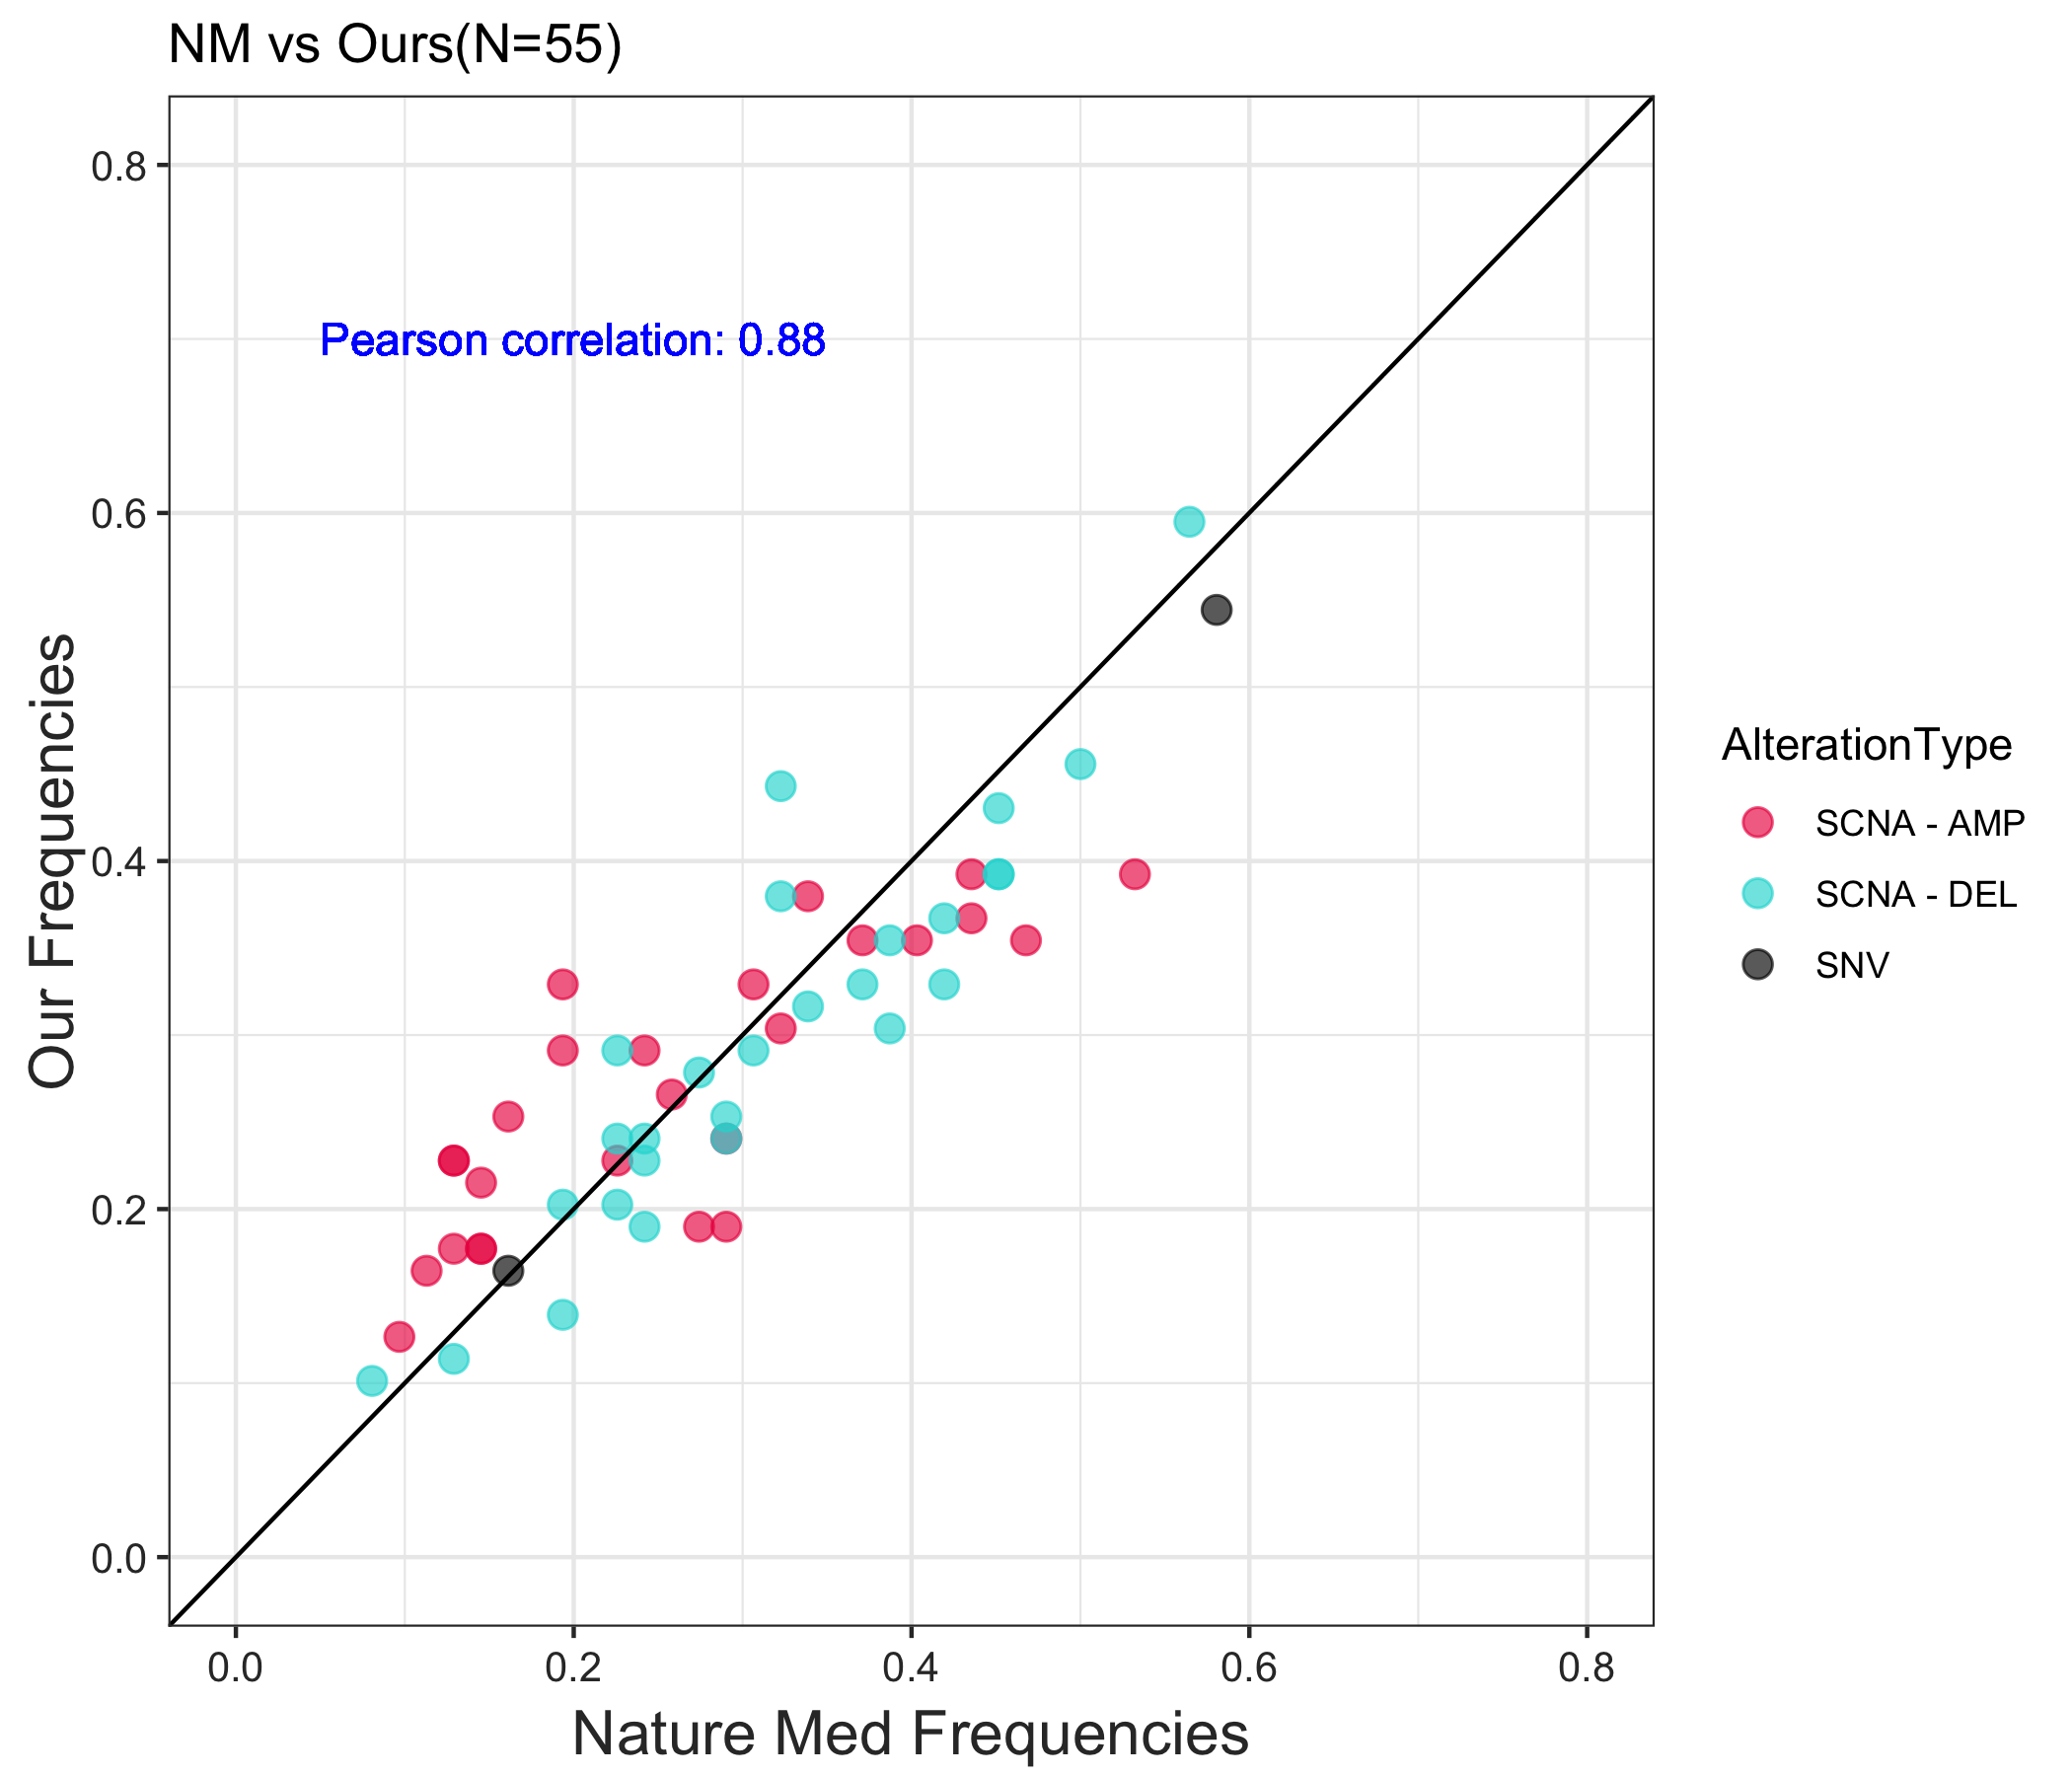 NM vs Ours(N=55)
0.8
0.6
0.4
0.2
0.0
Our Frequencies
Pearson correlation: 0.88
0.0 0.2 0.4 0.6 0.8
Nature Med Frequencies
AlterationType
SCNA - AMP
SCNA - DEL
SNV